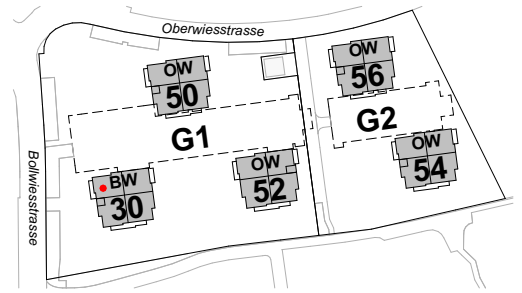 Oberwiesstrasse
OW
50
OW
56
G1
G2
Bollwiesstrasse
BW
30
OW
52
OW
54